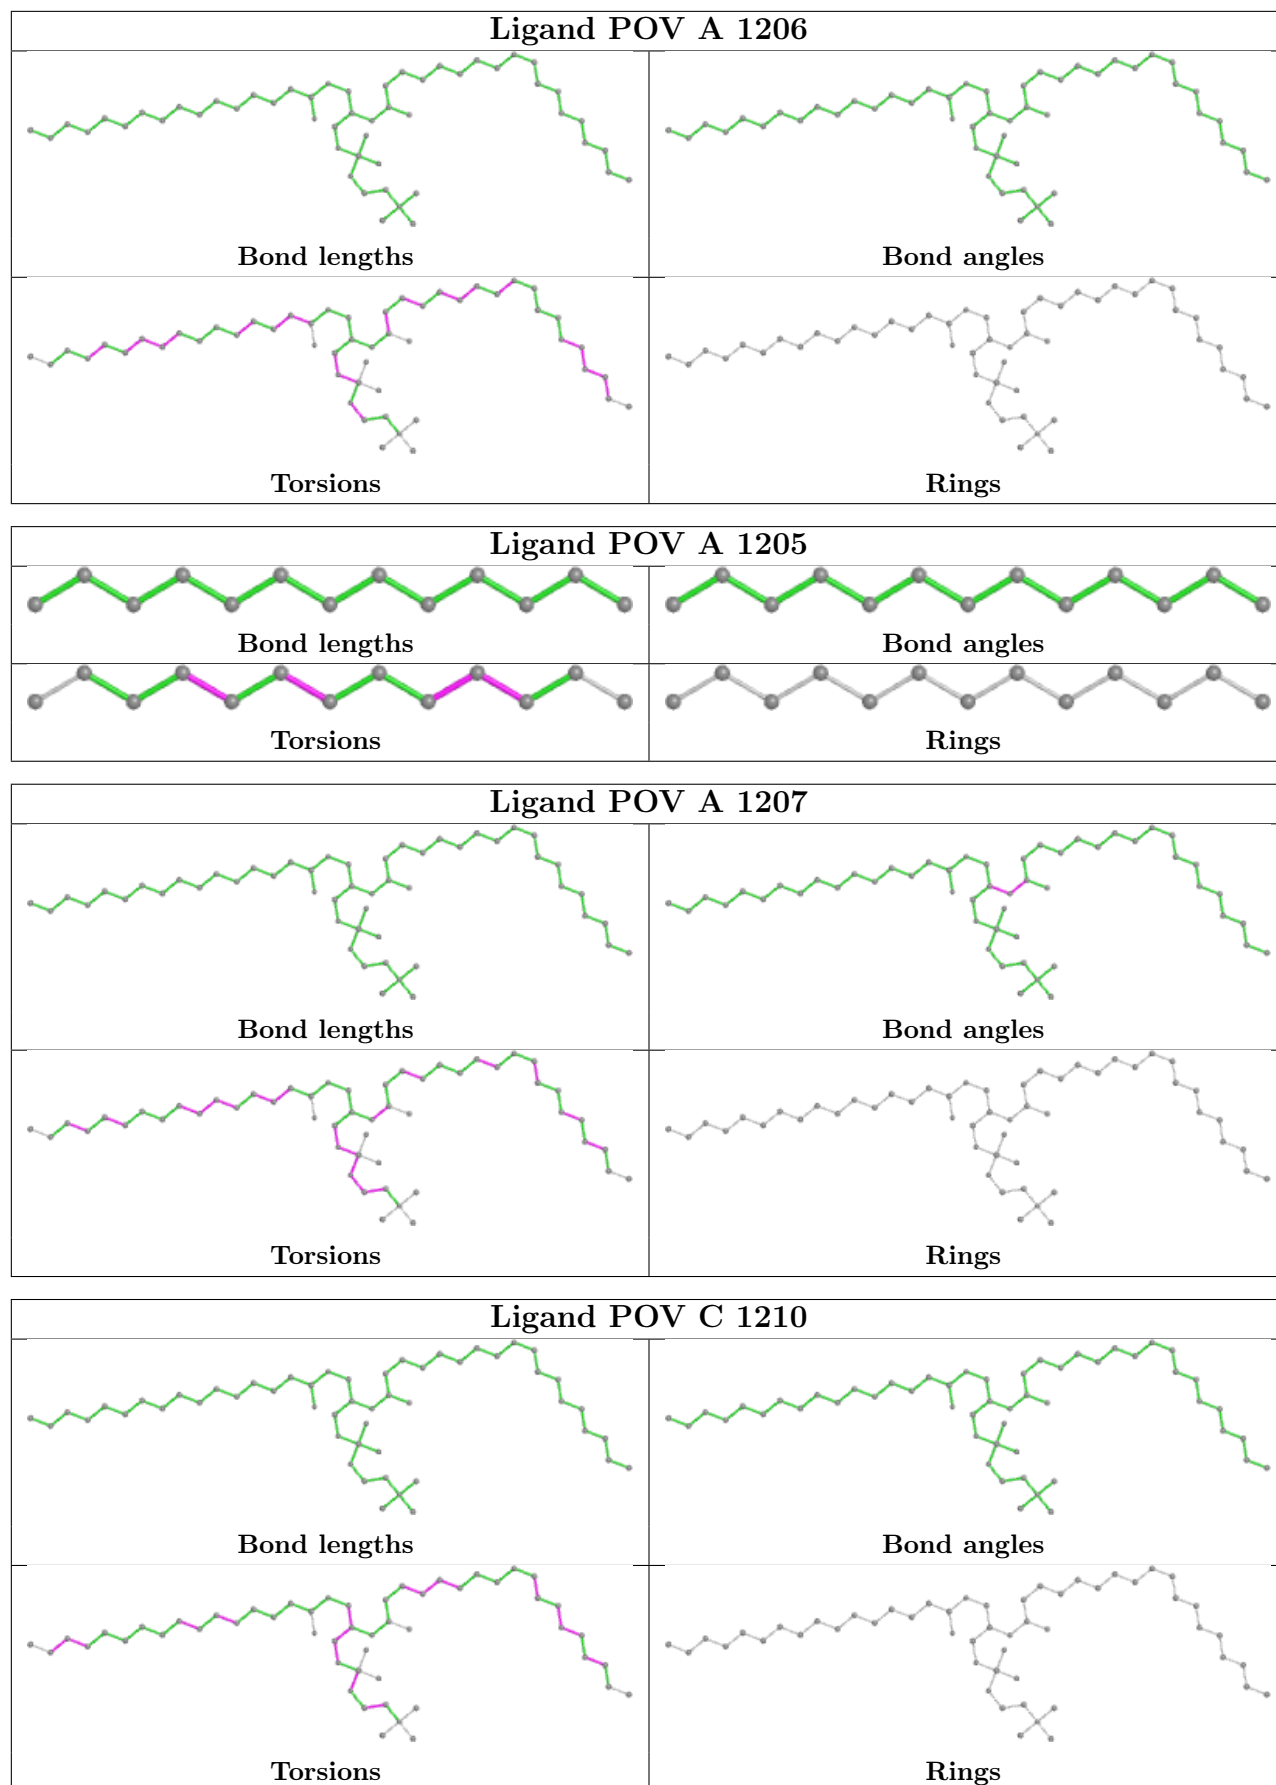 Ligand POV A 1206
Bond lengths
Bond angles
Torsions
Rings
Ligand POV A 1205
Bond lengths
Bond angles
Torsions
Rings
Ligand POV A 1207
Bond lengths
Bond angles
Torsions
Rings
Ligand POV C 1210
Bond lengths
Bond angles
Torsions
Rings